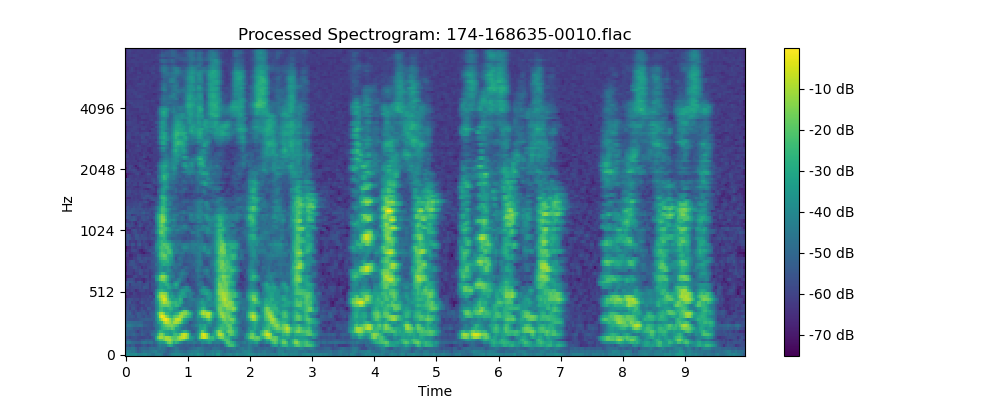 Processed Spectrogram: 174-168635-0010.flac
Hz
4096
2048
1024
512
0
0 1 2 3 4 5 6 7 8 9
Time
-10 dB
-20 dB
-30 dB
-40 dB
-50 dB
-60 dB
-70 dB